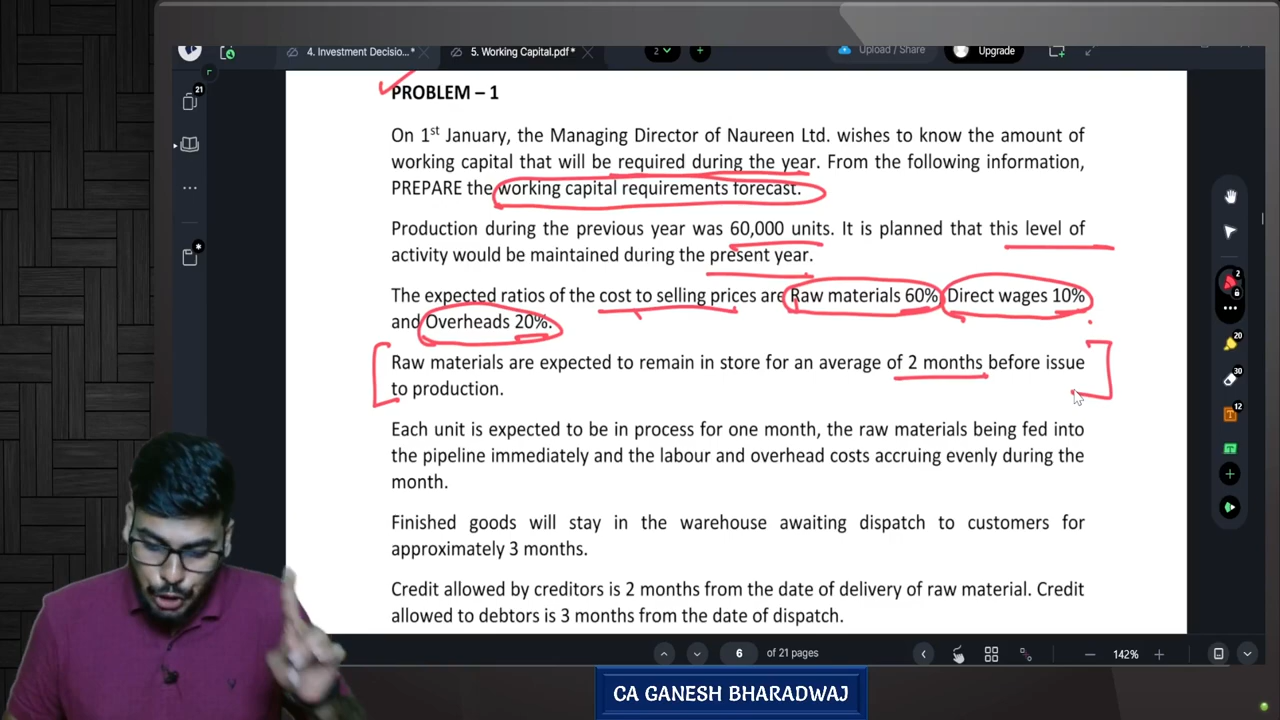 4. Investment Decisio...*
5. Working Capital.pdf*
2
Upload / Share
Upgrade
21
PROBLEM – 1
On 1st January, the Managing Director of Naureen Ltd. wishes to know the amount of
working capital that will be required during the year. From the following information,
PREPARE the working capital requirements forecast.
Production during the previous year was 60,000 units. It is planned that this level of
activity would be maintained during the present year.
The expected ratios of the cost to selling prices are Raw materials 60% Direct wages 10%
and Overheads 20%.
Raw materials are expected to remain in store for an average of 2 months before issue
to production.
Each unit is expected to be in process for one month, the raw materials being fed into
the pipeline immediately and the labour and overhead costs accruing evenly during the
month.
Finished goods will stay in the warehouse awaiting dispatch to customers for
approximately 3 months.
Credit allowed by creditors is 2 months from the date of delivery of raw material. Credit
allowed to debtors is 3 months from the date of dispatch.
2
20
30
12
6
of 21 pages
142%
CA GANESH BHARADWAJ